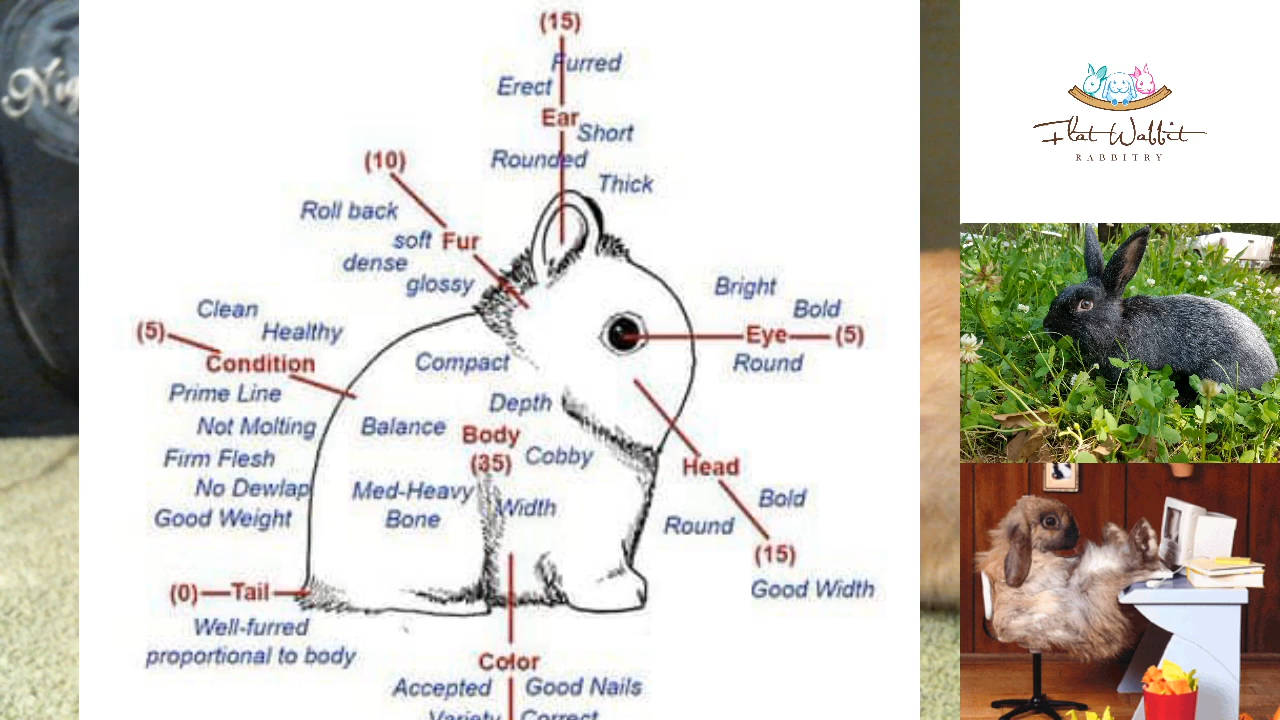 (15)
Furred
Erect
Ear
Short
Rounded
Thick
(10)
Roll back
soft Fur
dense
glossy
Clean
Healthy
(5)
Condition
Prime Line
Not Molting
Firm Flesh
No Dewlap
Good Weight
Bright
Bold
Eye (5)
Round
Compact
Depth
Balance
Body
(35)
Cobby
Med-Heavy
Bone
Width
Head
Bold
Round
(15)
Good Width
(0) Tail
Well-furred
proportional to body
Color
Accepted Good Nails
Variety Correct
Flat Wabbit
RABBITRY